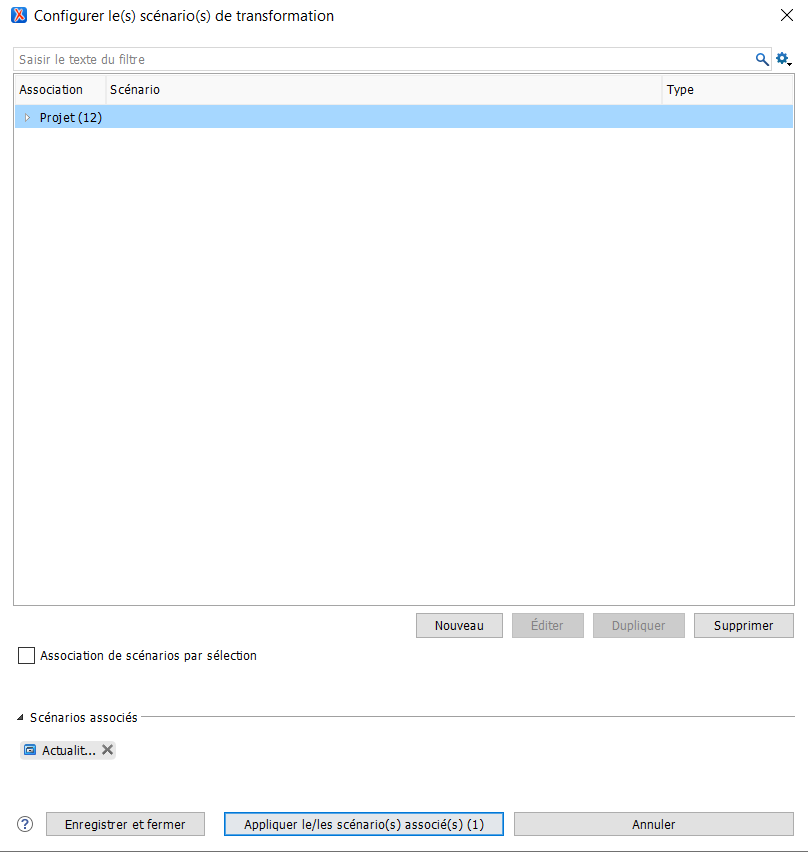 Configurer le(s) scénario(s) de transformation
Saisir le texte du filtre
Association Scénario Type
Projet (12)
Nouveau Éditer Dupliquer Supprimer
Association de scénarios par sélection
Scénarios associés
Actualit...
? Enregistrer et fermer Appliquer le/les scénario(s) associé(s) (1) Annuler